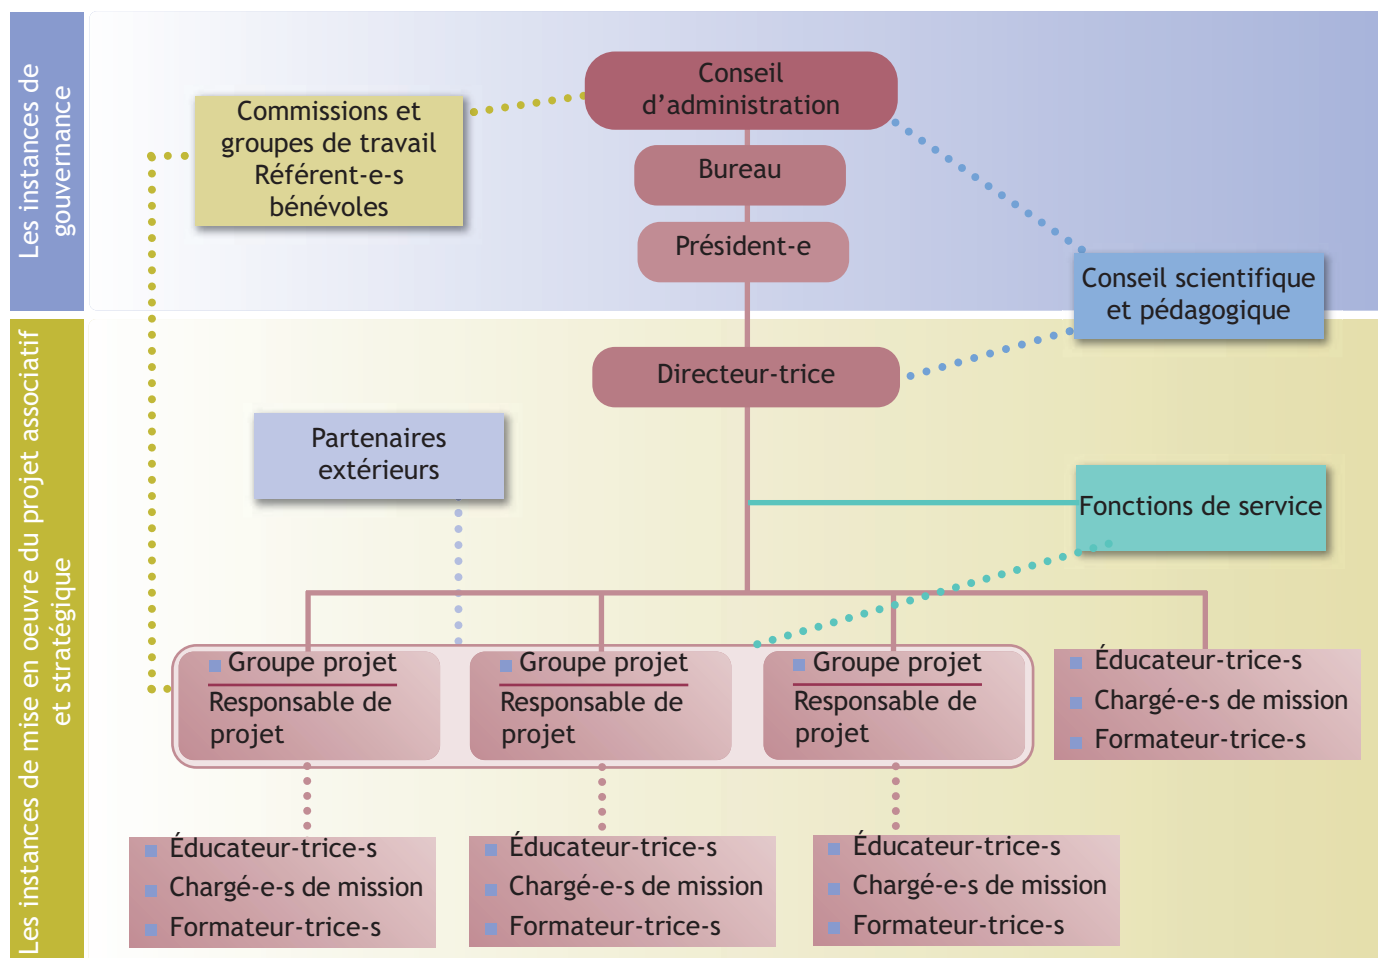 Les instances de
gouvernance
Conseil
d’administration
Commissions et
groupes de travail
Référent-e-s
bénévoles
Bureau
Président-e
Conseil scientifique
et pédagogique
Les instances de mise en oeuvre du projet associatif
et stratégique
Directeur-trice
Partenaires
extérieurs
Fonctions de service
Groupe projet
Responsable de
projet
Groupe projet
Responsable de
projet
Groupe projet
Responsable de
projet
Éducateur-trice-s
Chargé-e-s de mission
Formateur-trice-s
Éducateur-trice-s
Chargé-e-s de mission
Formateur-trice-s
Éducateur-trice-s
Chargé-e-s de mission
Formateur-trice-s
Éducateur-trice-s
Chargé-e-s de mission
Formateur-trice-s